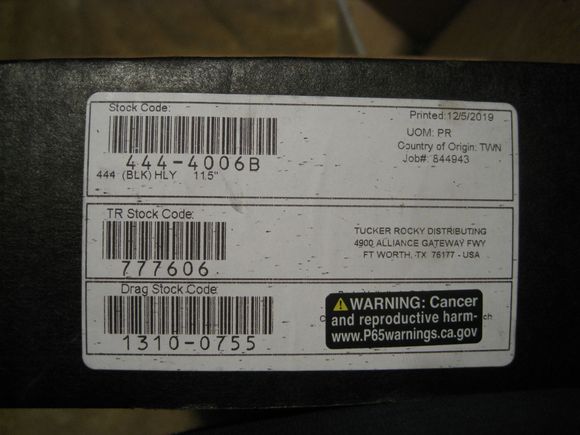 Stock Code:
Printed:12/5/2019
444-4006B
UOM: PR
Country of Origin: TWN
Job#: 844943
444 (BLK) HLY 11.5"
TR Stock Code:
777606
TUCKER ROCKY DISTRIBUTING
4900 ALLIANCE GATEWAY FWY
FT WORTH, TX 76177 - USA
Drag Stock Code:
1310-0755
WARNING: Cancer
and reproductive harm-
www.P65warnings.ca.gov